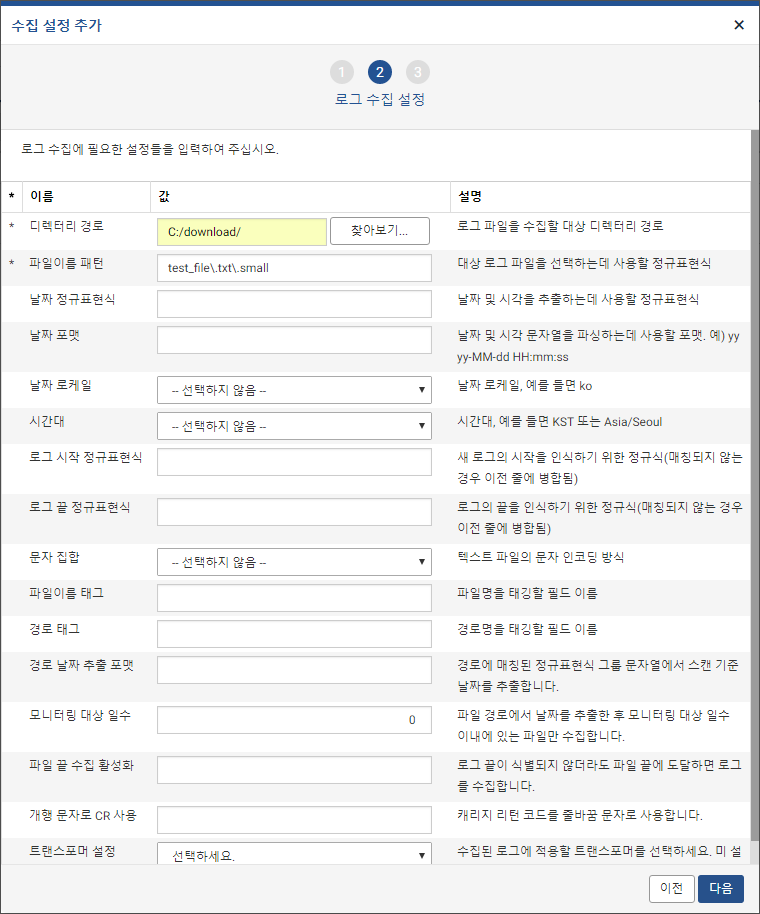 수집 설정 추가 ×
1 2 3
로그 수집 설정
로그 수집에 필요한 설정들을 입력하여 주십시오.
* 이름 값 설명
* 디렉터리 경로 C:/download/ 찾아보기... 로그 파일을 수집할 대상 디렉터리 경로
* 파일이름 패턴 test_file\.txt\.small 대상 로그 파일을 선택하는데 사용할 정규표현식
날짜 정규표현식 날짜 및 시각을 추출하는데 사용할 정규표현식
날짜 포맷 날짜 및 시각 문자열을 파싱하는데 사용할 포맷. 예) yy
yy-MM-dd HH:mm:ss
날짜 로케일 -- 선택하지 않음 -- 날짜 로케일, 예를 들면 ko
시간대 -- 선택하지 않음 -- 시간대, 예를 들면 KST 또는 Asia/Seoul
로그 시작 정규표현식 새 로그의 시작을 인식하기 위한 정규식(매칭되지 않는
경우 이전 줄에 병합됨)
로그 끝 정규표현식 로그의 끝을 인식하기 위한 정규식(매칭되지 않는 경우
이전 줄에 병합됨)
문자 집합 -- 선택하지 않음 -- 텍스트 파일의 문자 인코딩 방식
파일이름 태그 파일명을 태깅할 필드 이름
경로 태그 경로명을 태깅할 필드 이름
경로 날짜 추출 포맷 경로에 매칭된 정규표현식 그룹 문자열에서 스캔 기준
날짜를 추출합니다.
모니터링 대상 일수 0 파일 경로에서 날짜를 추출한 후 모니터링 대상 일수
이내에 있는 파일만 수집합니다.
파일 끝 수집 활성화 로그 끝이 식별되지 않더라도 파일 끝에 도달하면 로그
를 수집합니다.
개행 문자로 CR 사용 캐리지 리턴 코드를 줄바꿈 문자로 사용합니다.
트랜스포머 설정 선택하세요. 수집된 로그에 적용할 트랜스포머를 선택하세요. 미 설
이전 다음